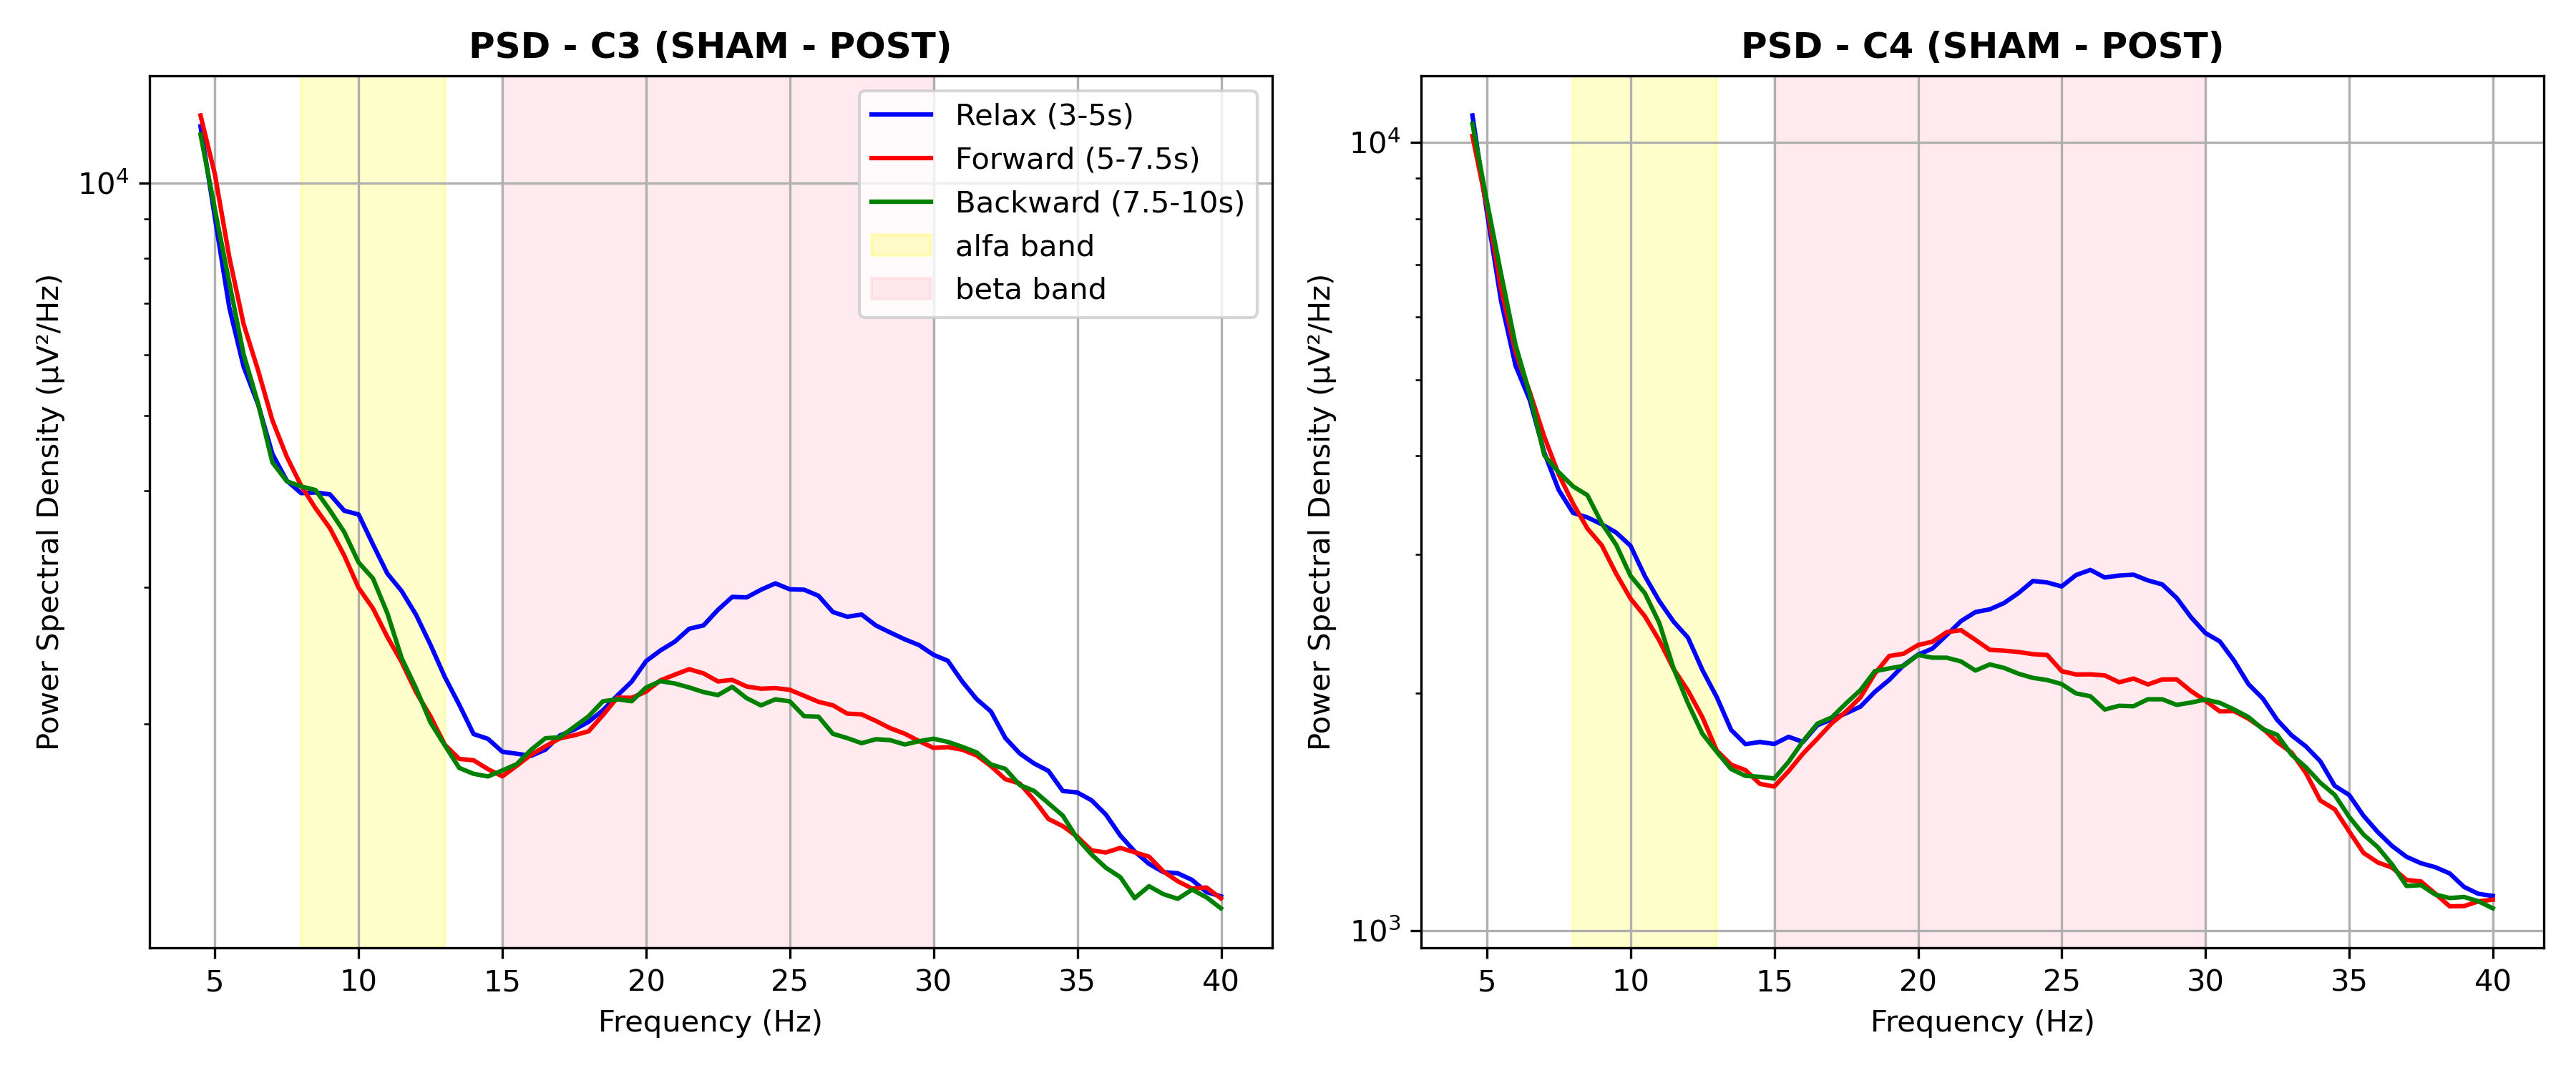 PSD - C3 (SHAM - POST)
10⁴
Power Spectral Density (µV²/Hz)
Relax (3-5s)
Forward (5-7.5s)
Backward (7.5-10s)
alfa band
beta band
5 10 15 20 25 30 35 40
Frequency (Hz)
PSD - C4 (SHAM - POST)
10⁴
Power Spectral Density (µV²/Hz)
10³
5 10 15 20 25 30 35 40
Frequency (Hz)